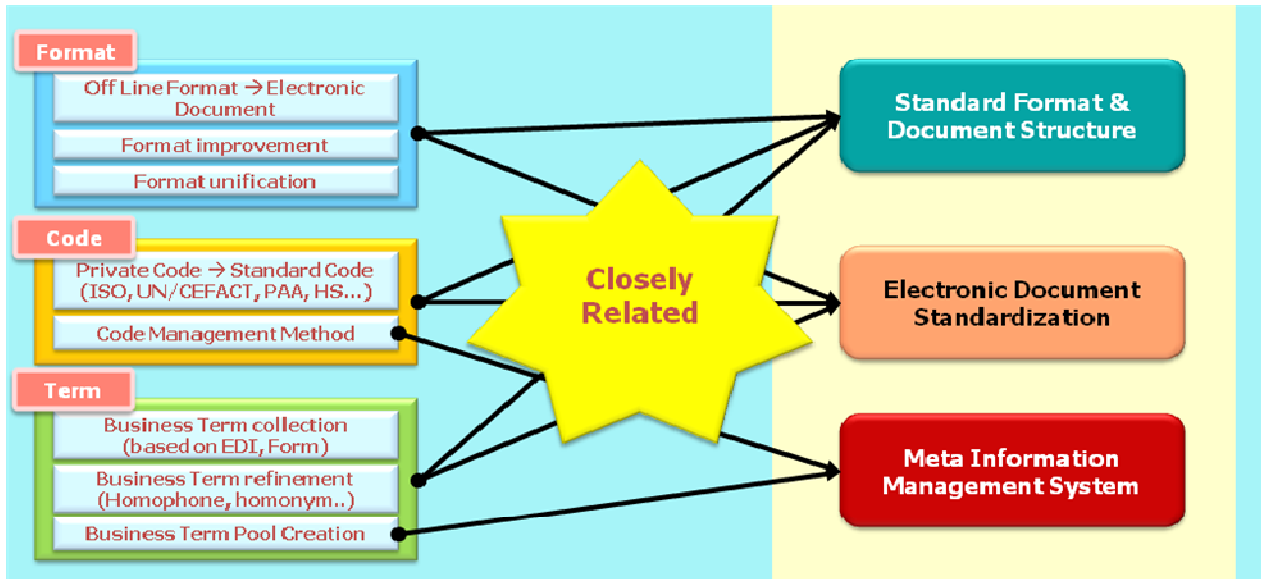 Format
Off Line Format → Electronic
Document
Format improvement
Format unification
Code
Private Code → Standard Code
(ISO, UN/CEFACT, PAA, HS...)
Code Management Method
Term
Business Term collection
(based on EDI, Form)
Business Term refinement
(Homophone, homonym..)
Business Term Pool Creation
Closely
Related
Standard Format &
Document Structure
Electronic Document
Standardization
Meta Information
Management System